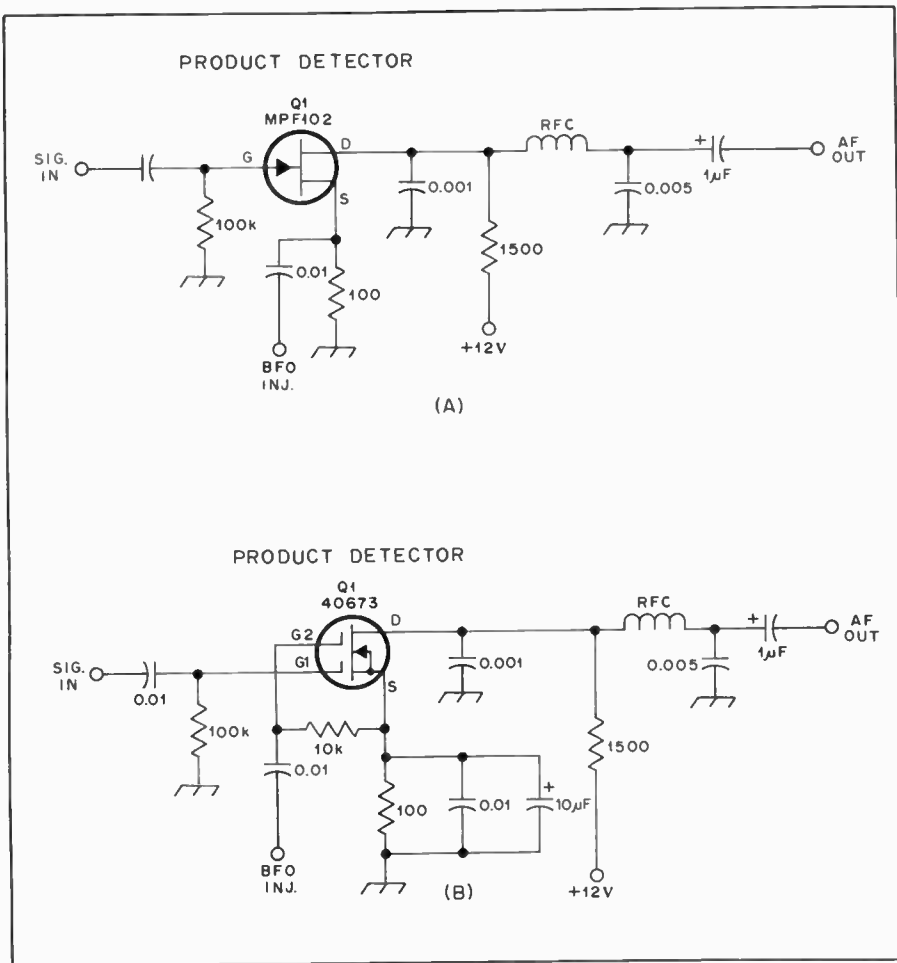 PRODUCT DETECTOR
Q1
MPF102
SIG.
IN
G
D
S
100k
0.01
100
BFO
INJ.
0.001
1500
+12V
RFC
0.005
+
1µF
AF
OUT
(A)
PRODUCT DETECTOR
Q1
40673
SIG.
IN
0.01
100k
G2
G1
D
S
10k
0.01
BFO
INJ.
100
0.01
+
10µF
0.001
1500
+12V
RFC
0.005
+
1µF
AF
OUT
(B)